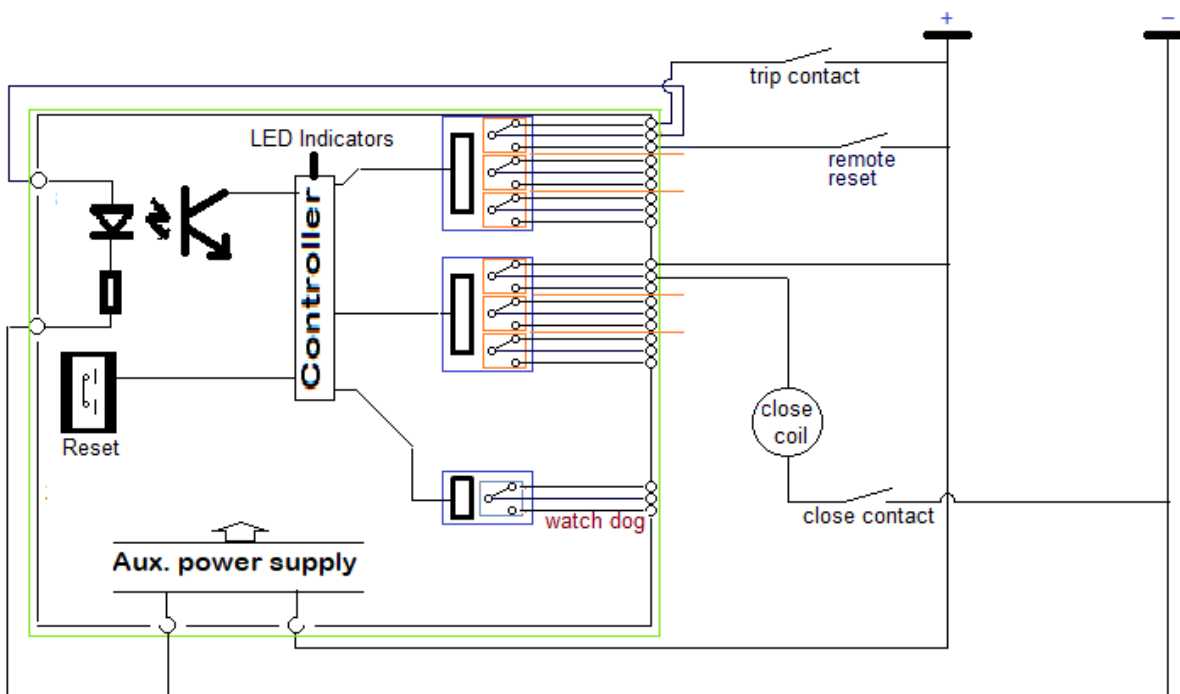 +
−
trip contact
LED Indicators
remote
reset
Controller
close
coil
Reset
close contact
watch dog
Aux. power supply